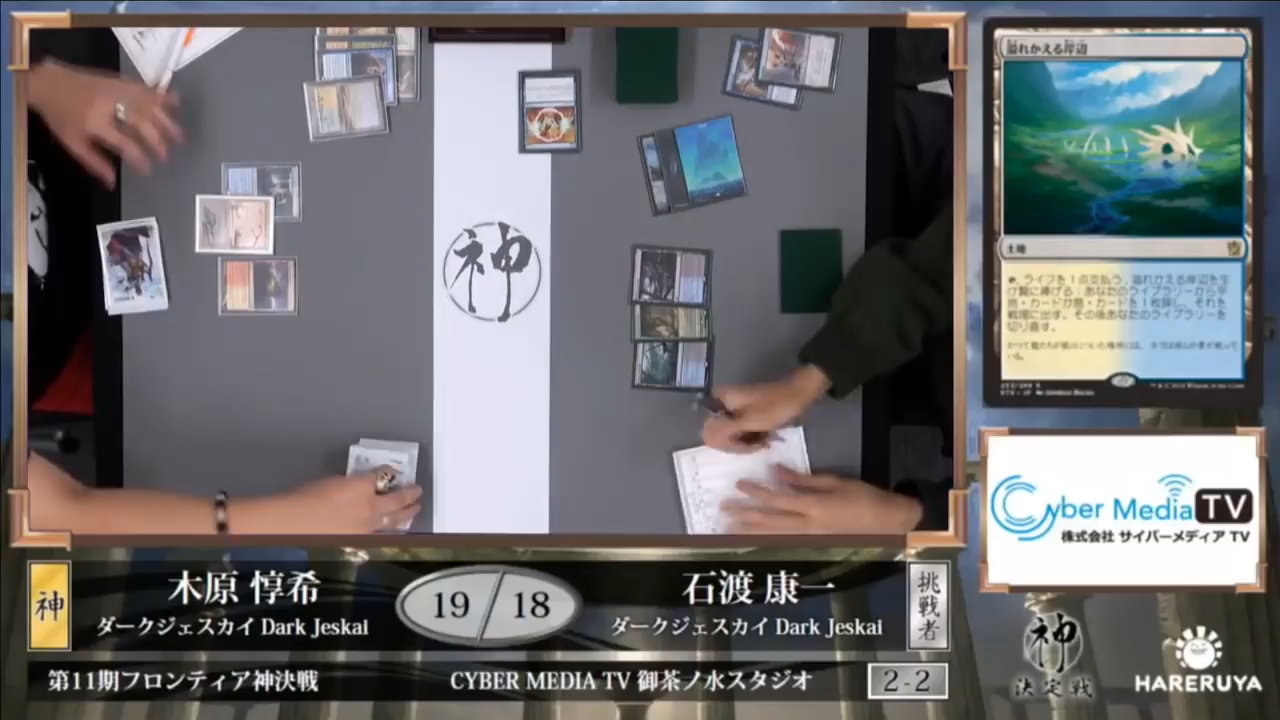 溢れかえる岸辺
土地
神
Cyber Media TV
株式会社 サイバーメディア TV
神
木原 惇希
ダークジェスカイ Dark Jeskai
19 / 18
石渡 康一
ダークジェスカイ Dark Jeskai
挑戦者
第11期フロンティア神決戦
CYBER MEDIA TV 御茶ノ水スタジオ
2-2
神
決定戦
HARERUYA